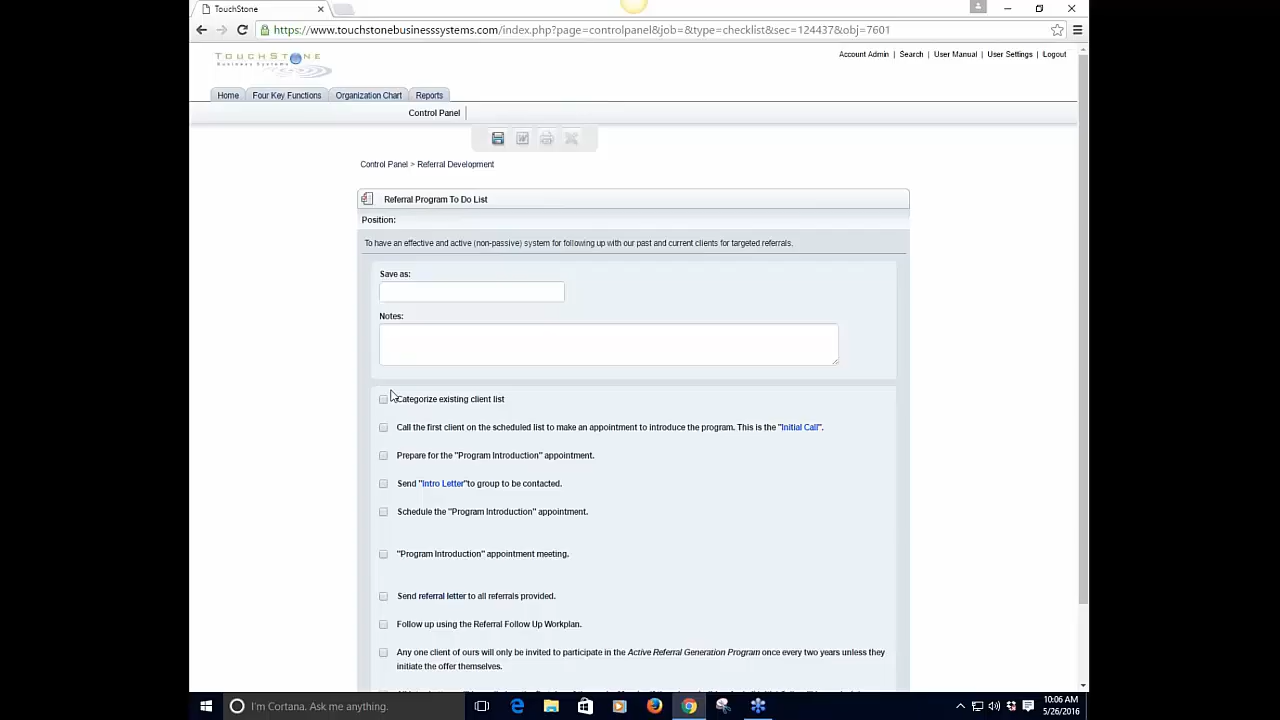 TouchStone
https://www.touchstonebusinesssystems.com/index.php?page=controlpanel&job=&type=checklist&sec=124437&obj=7601
TOUCHSTONE
Business Systems
Account Admin | Search | User Manual | User Settings | Logout
Home Four Key Functions Organization Chart Reports
Control Panel
Control Panel > Referral Development
Referral Program To Do List
Position:
To have an effective and active (non-passive) system for following up with our past and current clients for targeted referrals.
Save as:
Notes:
Categorize existing client list
Call the first client on the scheduled list to make an appointment to introduce the program. This is the "Initial Call".
Prepare for the "Program Introduction" appointment.
Send "Intro Letter"to group to be contacted.
Schedule the "Program Introduction" appointment.
"Program Introduction" appointment meeting.
Send referral letter to all referrals provided.
Follow up using the Referral Follow Up Workplan.
Any one client of ours will only be invited to participate in the Active Referral Generation Program once every two years unless they
initiate the offer themselves.
I'm Cortana. Ask me anything.
10:06 AM
5/26/2016